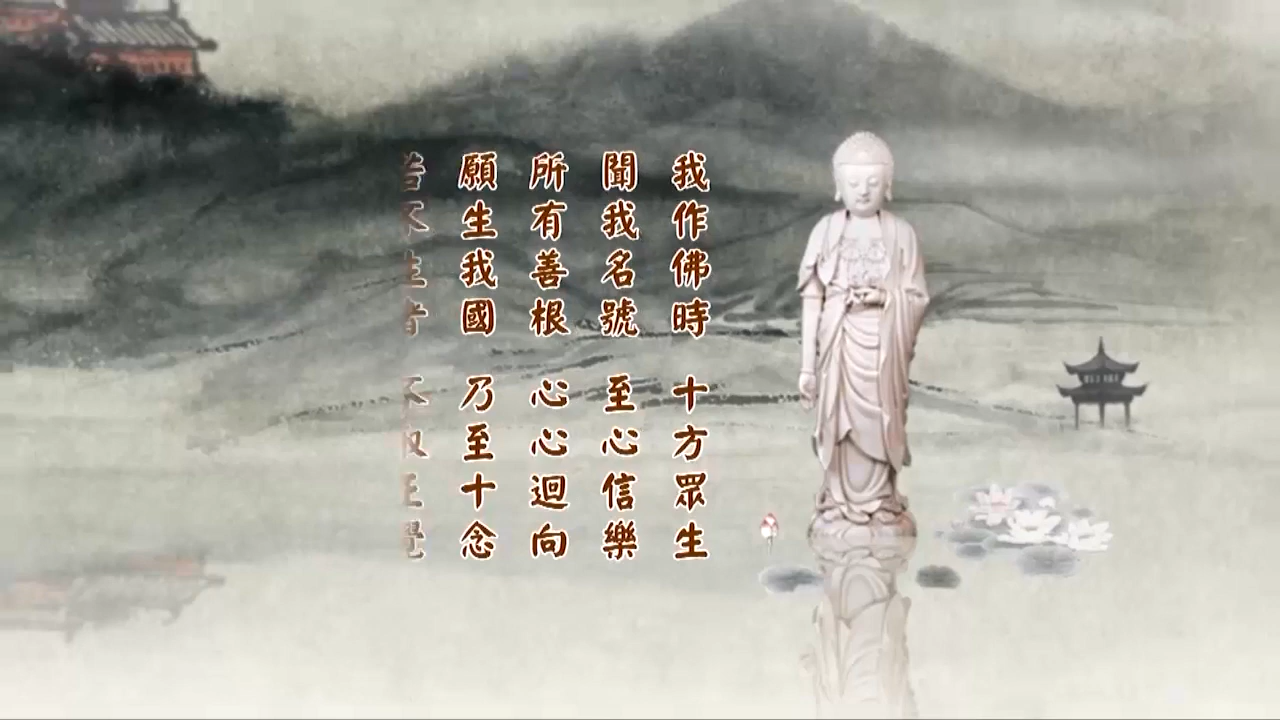 我作佛時 十方眾生
聞我名號 至心信樂
所有善根 心心迴向
願生我國 乃至十念
若不生者 不取正覺